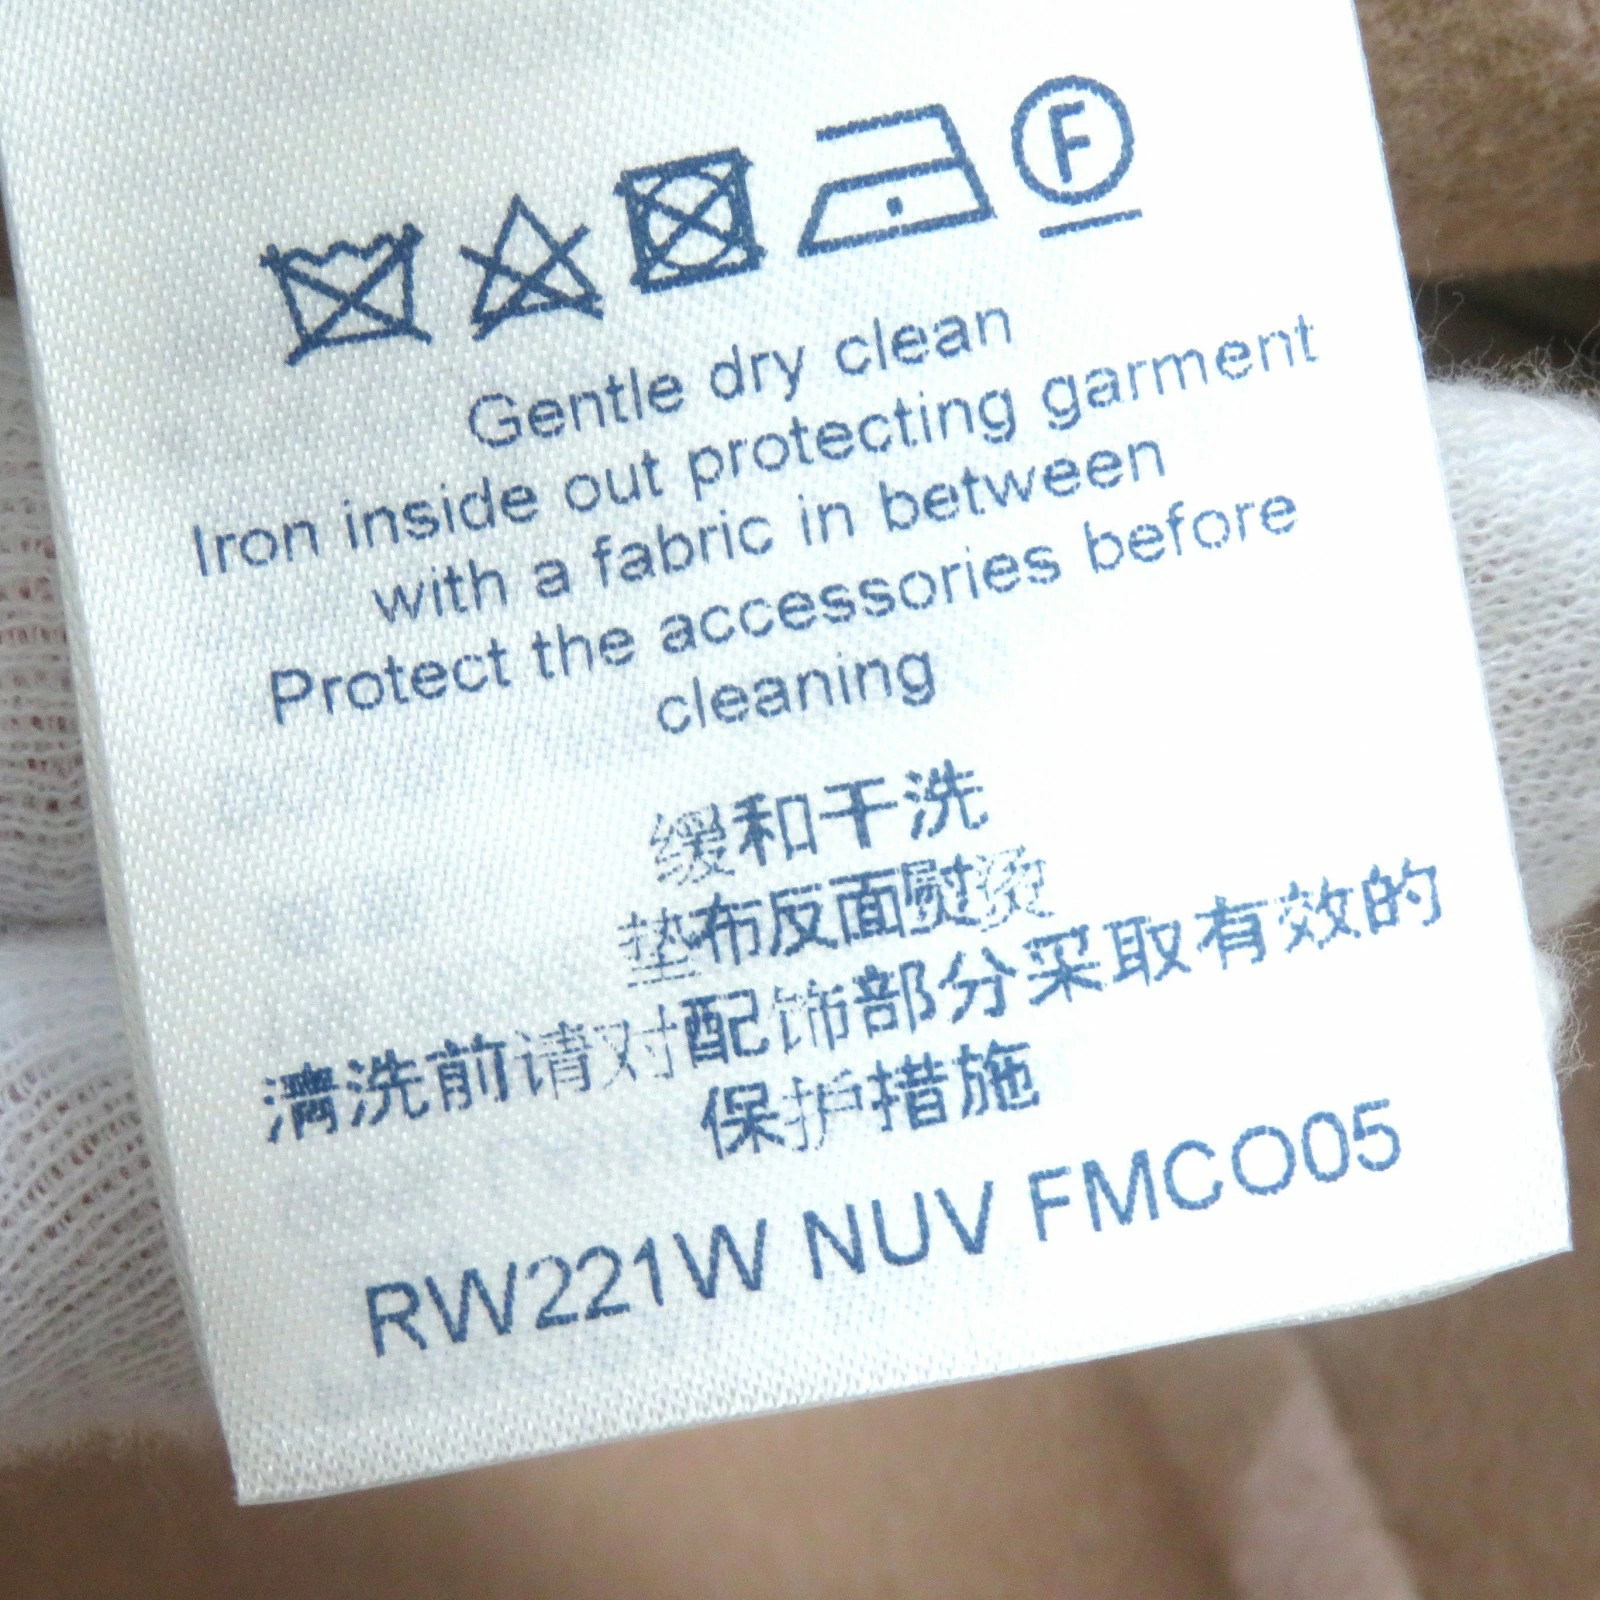 F
Gentle dry clean
Iron inside out protecting garment
with a fabric in between
Protect the accessories before
cleaning
缓和干洗
垫布反面熨烫
清洗前请对配饰部分采取有效的
保护措施
RW221W NUV FMCO05